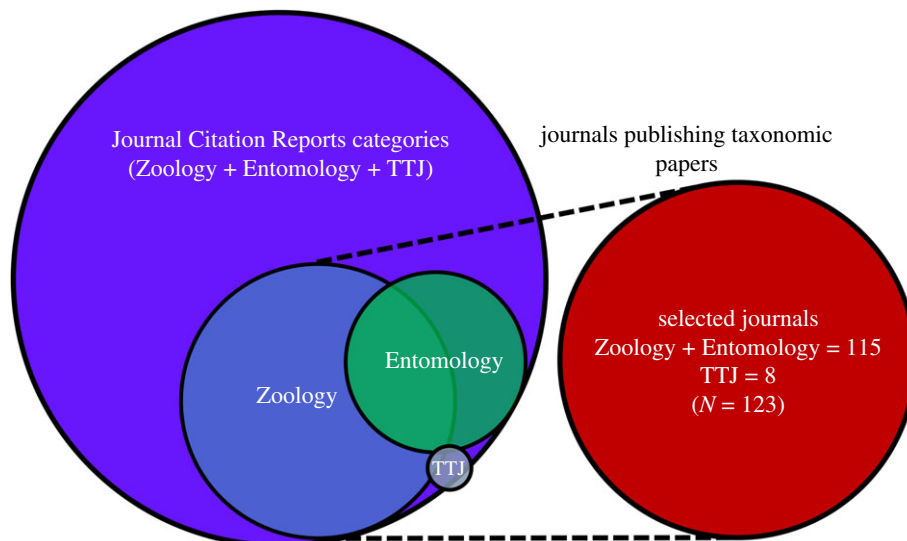 Journal Citation Reports categories
(Zoology + Entomology + TTJ)
journals publishing taxonomic
papers
Zoology
Entomology
TTJ
selected journals
Zoology + Entomology = 115
TTJ = 8
(N = 123)